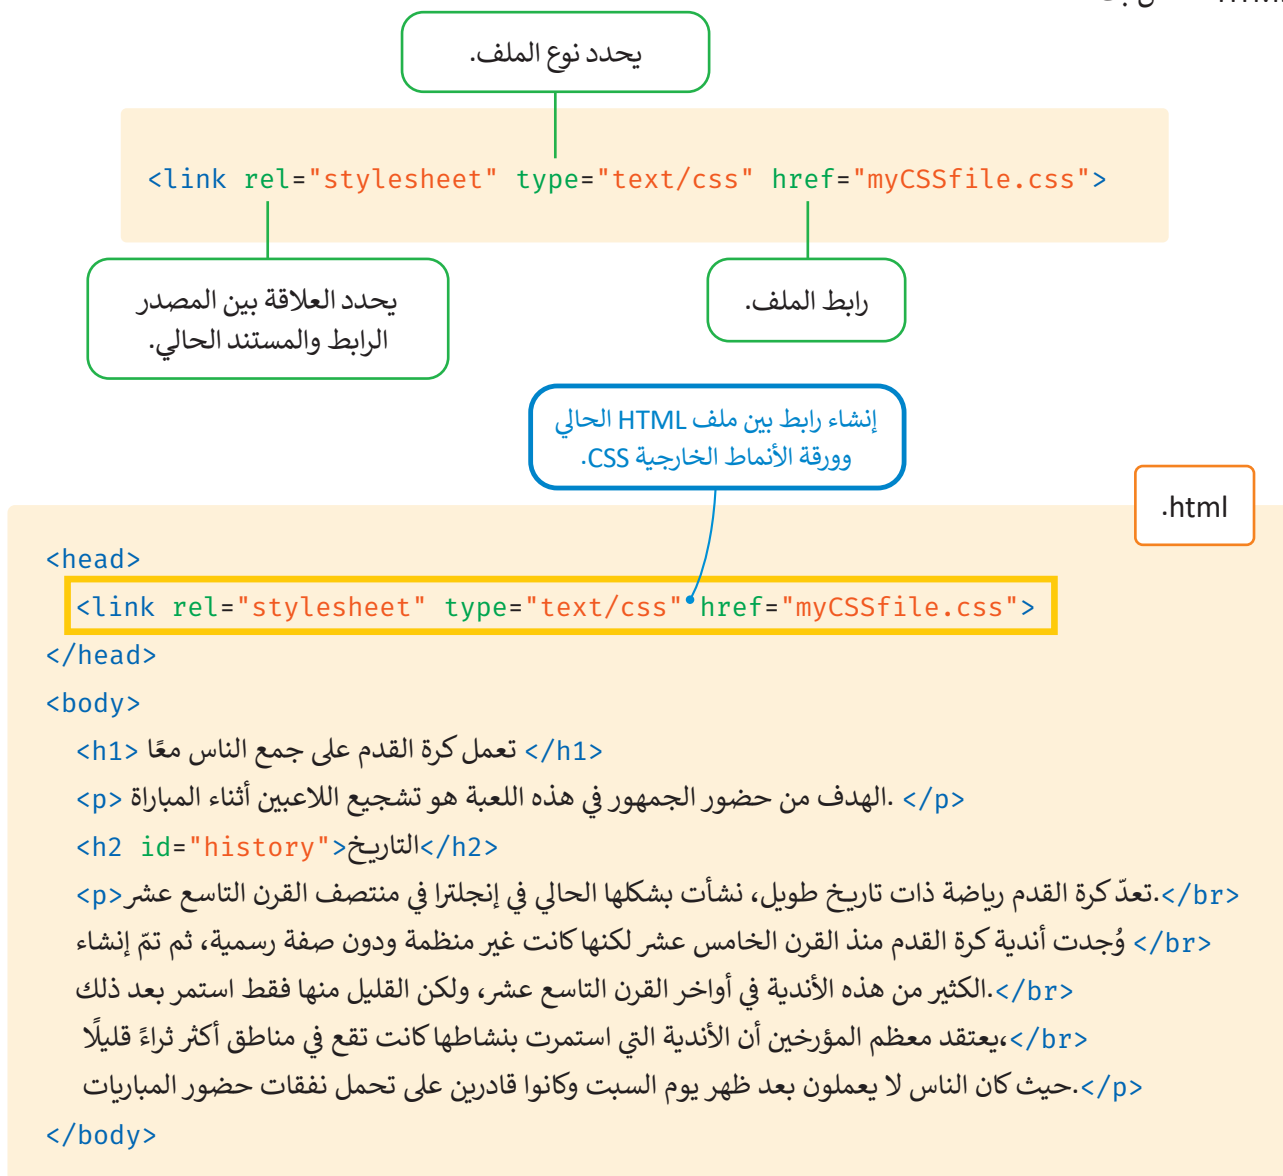 يحدد نوع الملف.
<link rel="stylesheet" type="text/css" href="myCSSfile.css">
يحدد العلاقة بين المصدر
الرابط والمستند الحالي.
رابط الملف.
إنشاء رابط بين ملف HTML الحالي
وورقة الأنماط الخارجية CSS.
.html
<head>
<link rel="stylesheet" type="text/css" href="myCSSfile.css">
</head>
<body>
<h1> تعمل كرة القدم على جمع الناس معًا </h1>
<p> الهدف من حضور الجمهور في هذه اللعبة هو تشجيع اللاعبين أثناء المباراة. </p>
<h2 id="history">التاريخ</h2>
<p>تعدّ كرة القدم رياضة ذات تاريخ طويل، نشأت بشكلها الحالي في إنجلترا في منتصف القرن التاسع عشر.</br>
وُجدت أندية كرة القدم منذ القرن الخامس عشر لكنها كانت غير منظمة ودون صفة رسمية، ثم تمّ إنشاء </br>
الكثير من هذه الأندية في أواخر القرن التاسع عشر، ولكن القليل منها فقط استمر بعد ذلك.</br>
يعتقد معظم المؤرخين أن الأندية التي استمرت بنشاطها كانت تقع في مناطق أكثر ثراءً قليلًا،</br>
حيث كان الناس لا يعملون بعد ظهر يوم السبت وكانوا قادرين على تحمل نفقات حضور المباريات.</p>
</body>